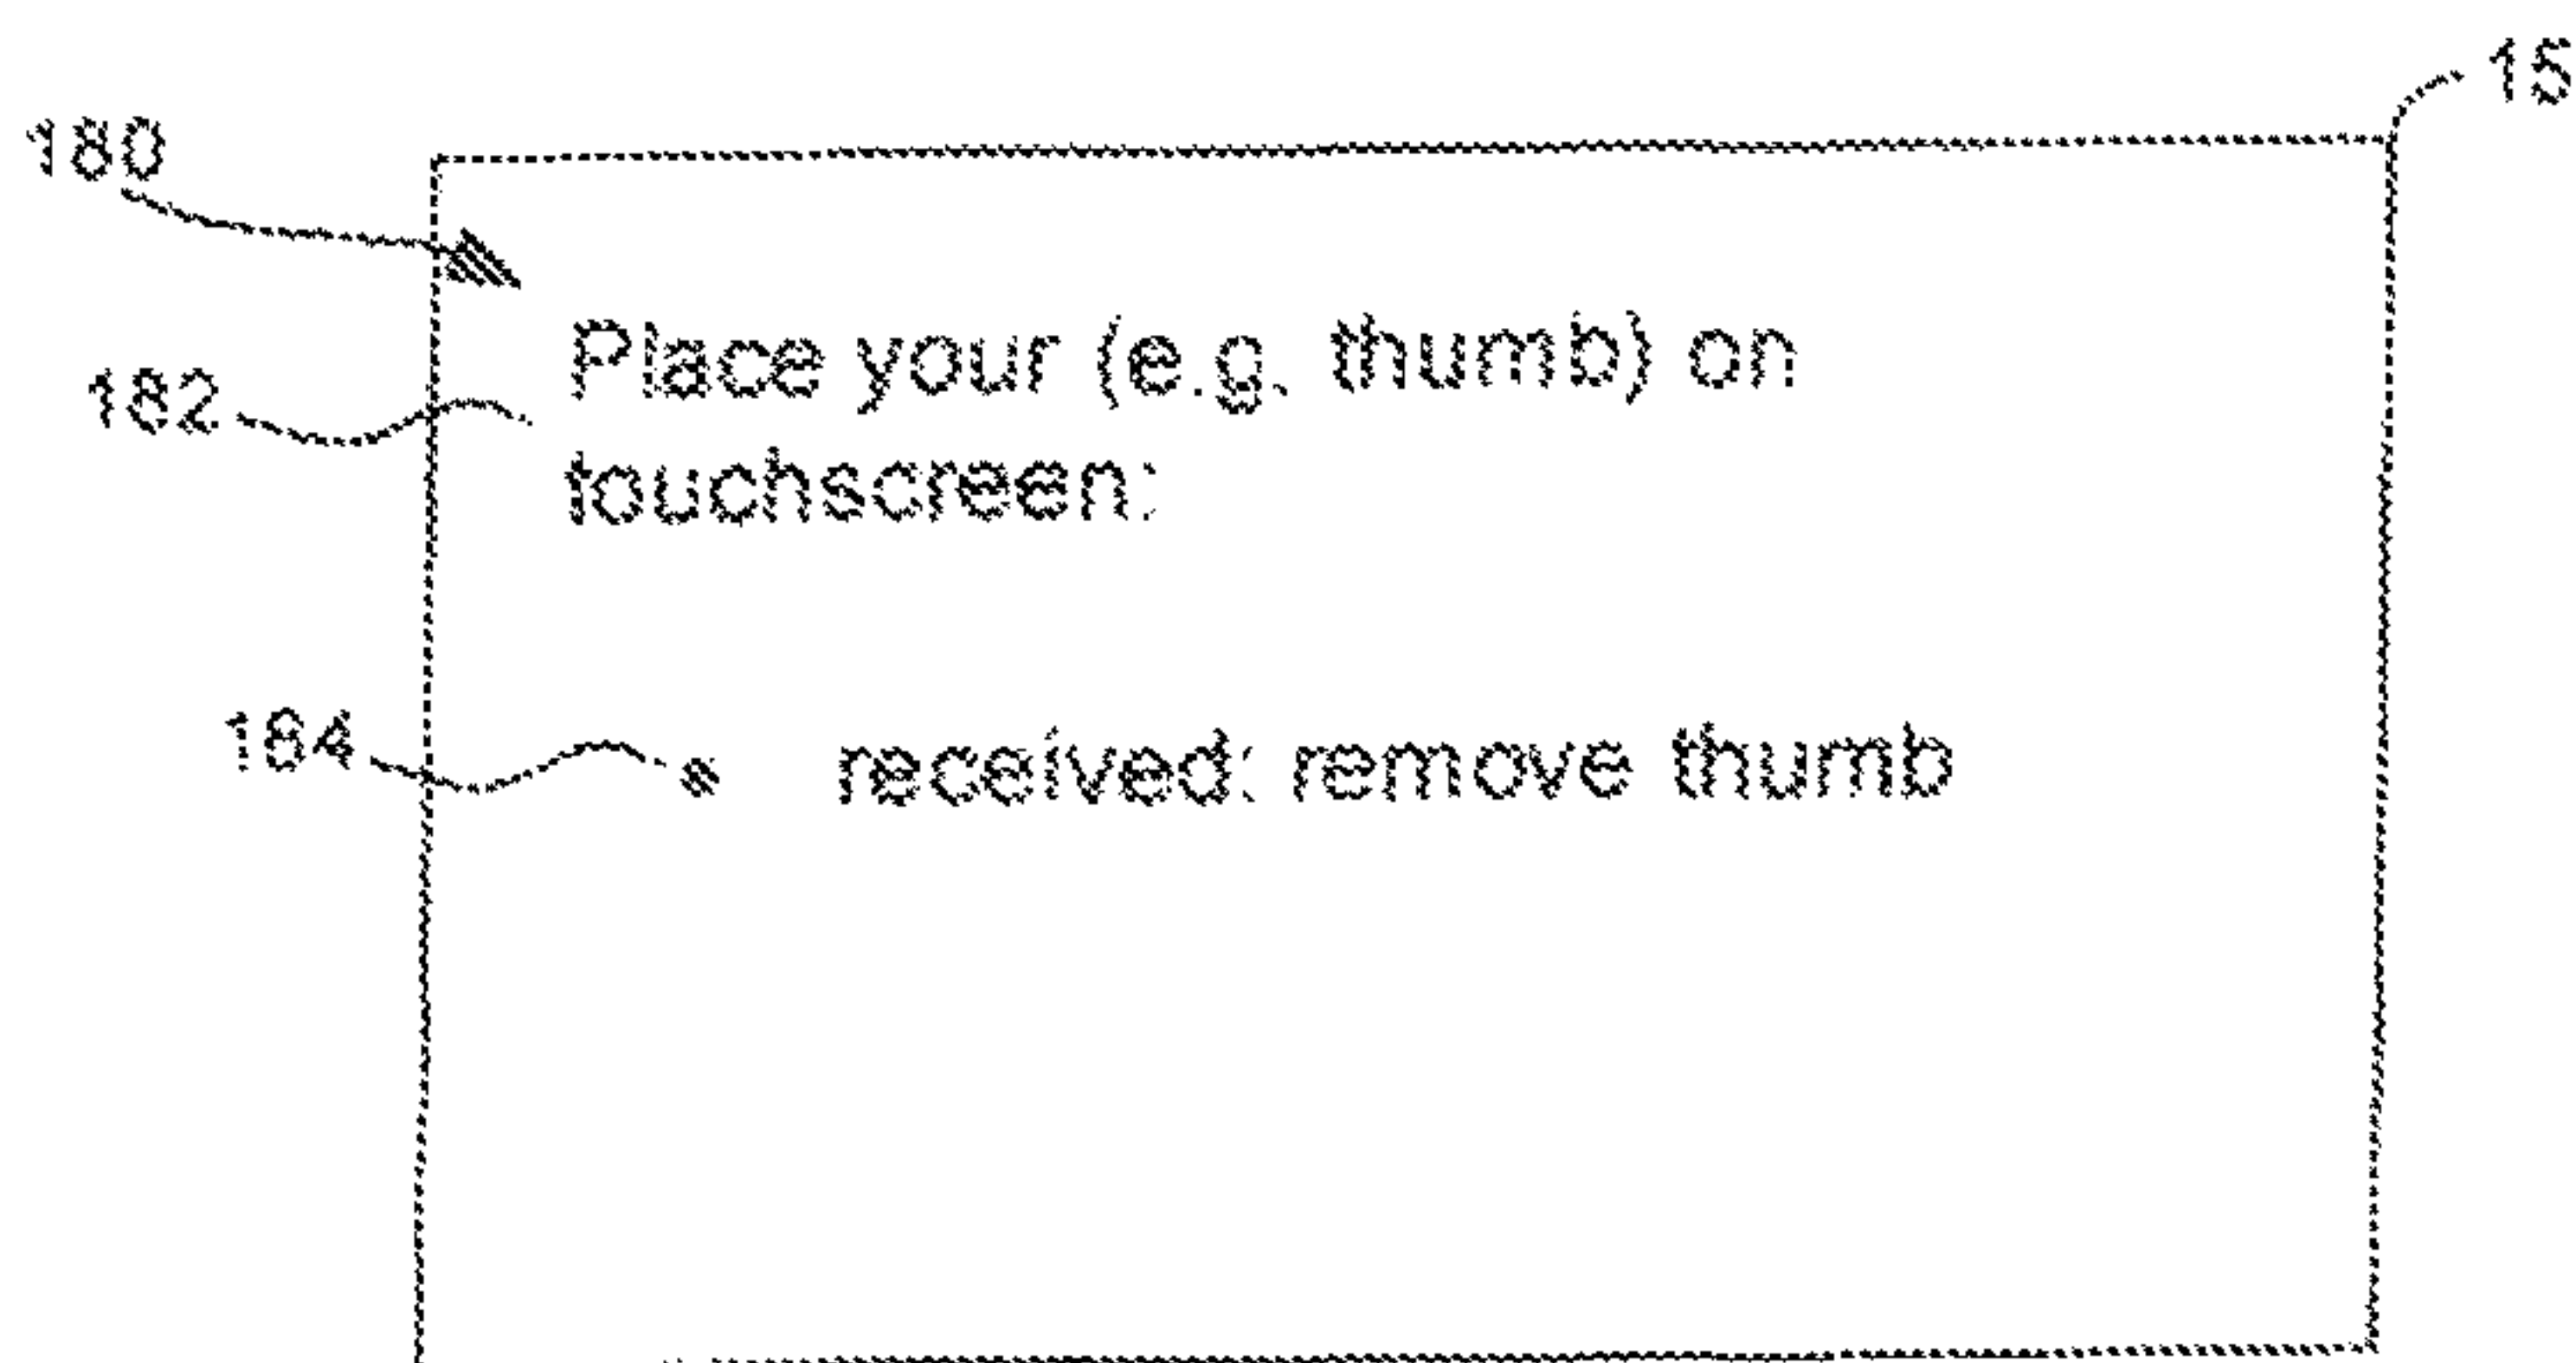 15
180
Place your (e.g. thumb) on
182
touchscreen:
184
received: remove thumb